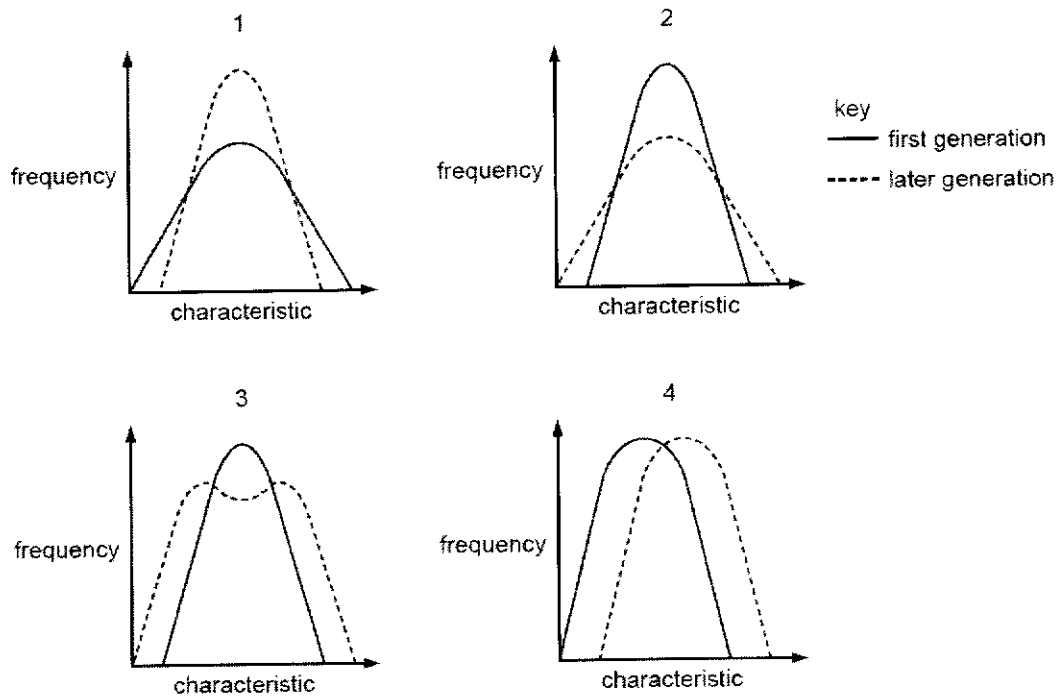 1
frequency
characteristic
2
frequency
characteristic
key
first generation
later generation
3
frequency
characteristic
4
frequency
characteristic